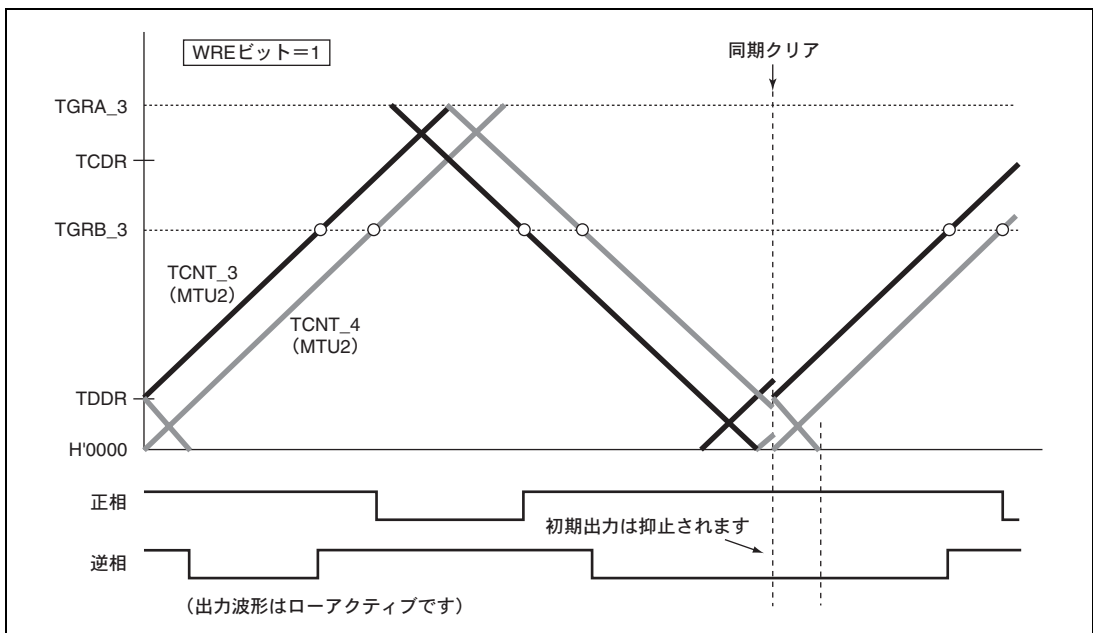 WREビット＝1
同期クリア
TGRA_3
TCDR
TGRB_3
TCNT_3
（MTU2）
TCNT_4
（MTU2）
TDDR
H'0000
正相
初期出力は抑止されます
逆相
（出力波形はローアクティブです）